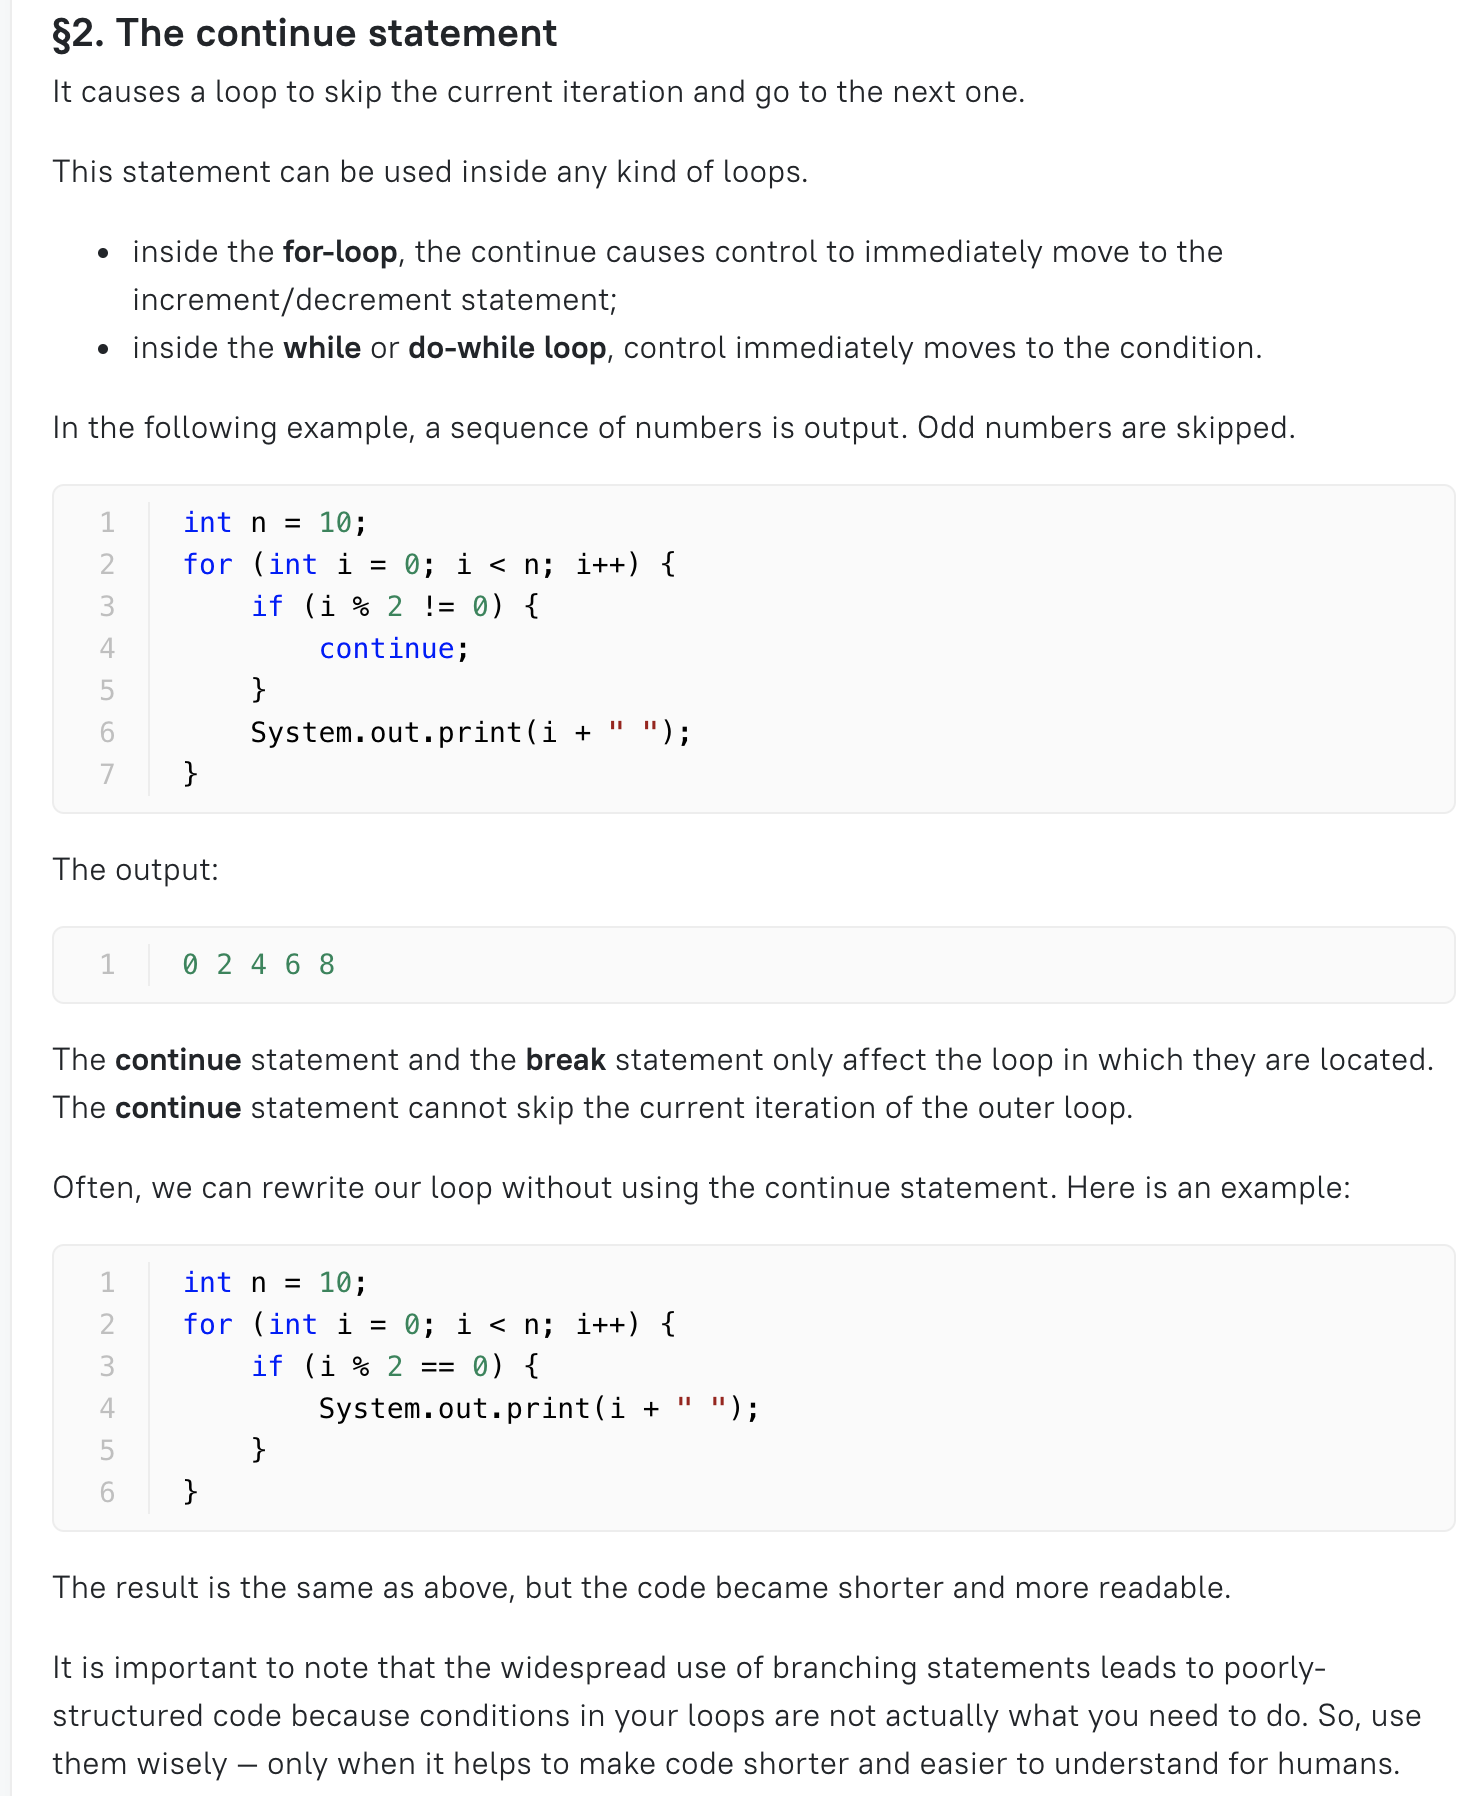 §2. The continue statement
It causes a loop to skip the current iteration and go to the next one.
This statement can be used inside any kind of loops.
• inside the for-loop, the continue causes control to immediately move to the
increment/decrement statement;
• inside the while or do-while loop, control immediately moves to the condition.
In the following example, a sequence of numbers is output. Odd numbers are skipped.
1 int n = 10;
2 for (int i = 0; i < n; i++) {
3     if (i % 2 != 0) {
4         continue;
5     }
6     System.out.print(i + " ");
7 }
The output:
1 0 2 4 6 8
The continue statement and the break statement only affect the loop in which they are located.
The continue statement cannot skip the current iteration of the outer loop.
Often, we can rewrite our loop without using the continue statement. Here is an example:
1 int n = 10;
2 for (int i = 0; i < n; i++) {
3     if (i % 2 == 0) {
4         System.out.print(i + " ");
5     }
6 }
The result is the same as above, but the code became shorter and more readable.
It is important to note that the widespread use of branching statements leads to poorly-
structured code because conditions in your loops are not actually what you need to do. So, use
them wisely — only when it helps to make code shorter and easier to understand for humans.